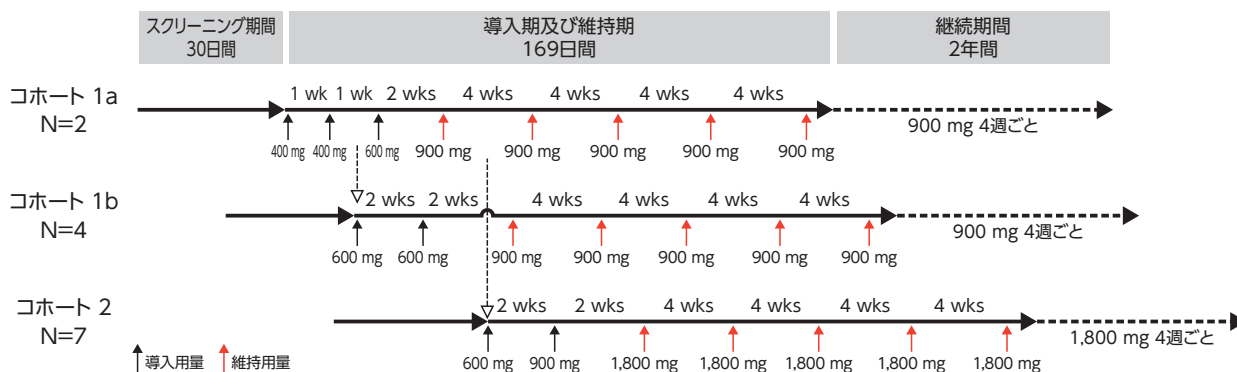 スクリーニング期間
30日間
導入期及び維持期
169日間
継続期間
2年間
コホート 1a
N=2
1 wk 1 wk 2 wks 4 wks 4 wks 4 wks 4 wks
400 mg 400 mg 600 mg 900 mg 900 mg 900 mg 900 mg 900 mg
900 mg 4週ごと
コホート 1b
N=4
2 wks 2 wks 4 wks 4 wks 4 wks 4 wks
600 mg 600 mg 900 mg 900 mg 900 mg 900 mg 900 mg
900 mg 4週ごと
コホート 2
N=7
2 wks 2 wks 4 wks 4 wks 4 wks 4 wks
600 mg 900 mg 1,800 mg 1,800 mg 1,800 mg 1,800 mg 1,800 mg
1,800 mg 4週ごと
導入用量 維持用量